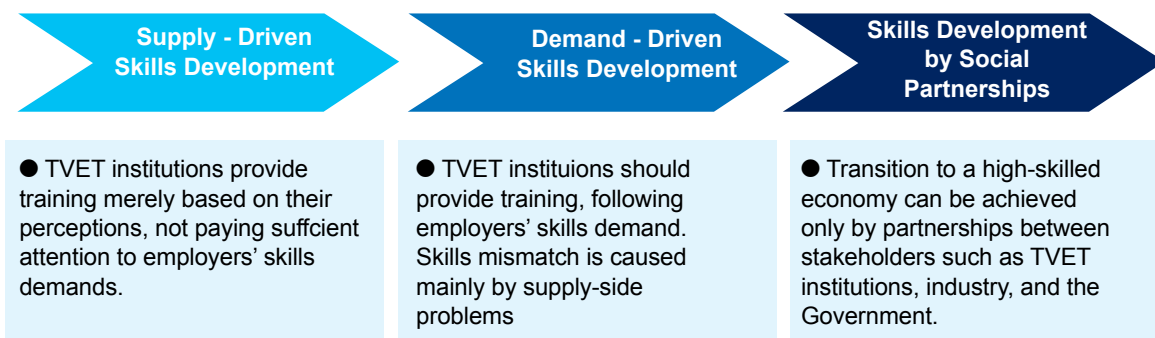 Supply - Driven
Skills Development
Demand - Driven
Skills Development
Skills Development
by Social
Partnerships
● TVET institutions provide
training merely based on their
perceptions, not paying suffcient
attention to employers’ skills
demands.
● TVET instituions should
provide training, following
employers’ skills demand.
Skills mismatch is caused
mainly by supply-side
problems
● Transition to a high-skilled
economy can be achieved
only by partnerships between
stakeholders such as TVET
institutions, industry, and the
Government.